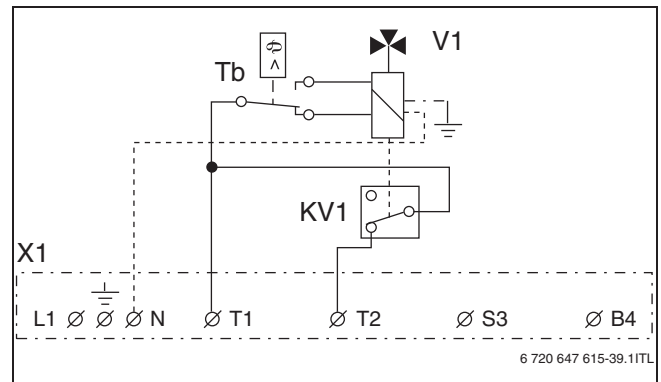 V1
Tb
ϑ <
KV1
X1
L1 N T1 T2 S3 B4
6 720 647 615-39.1ITL